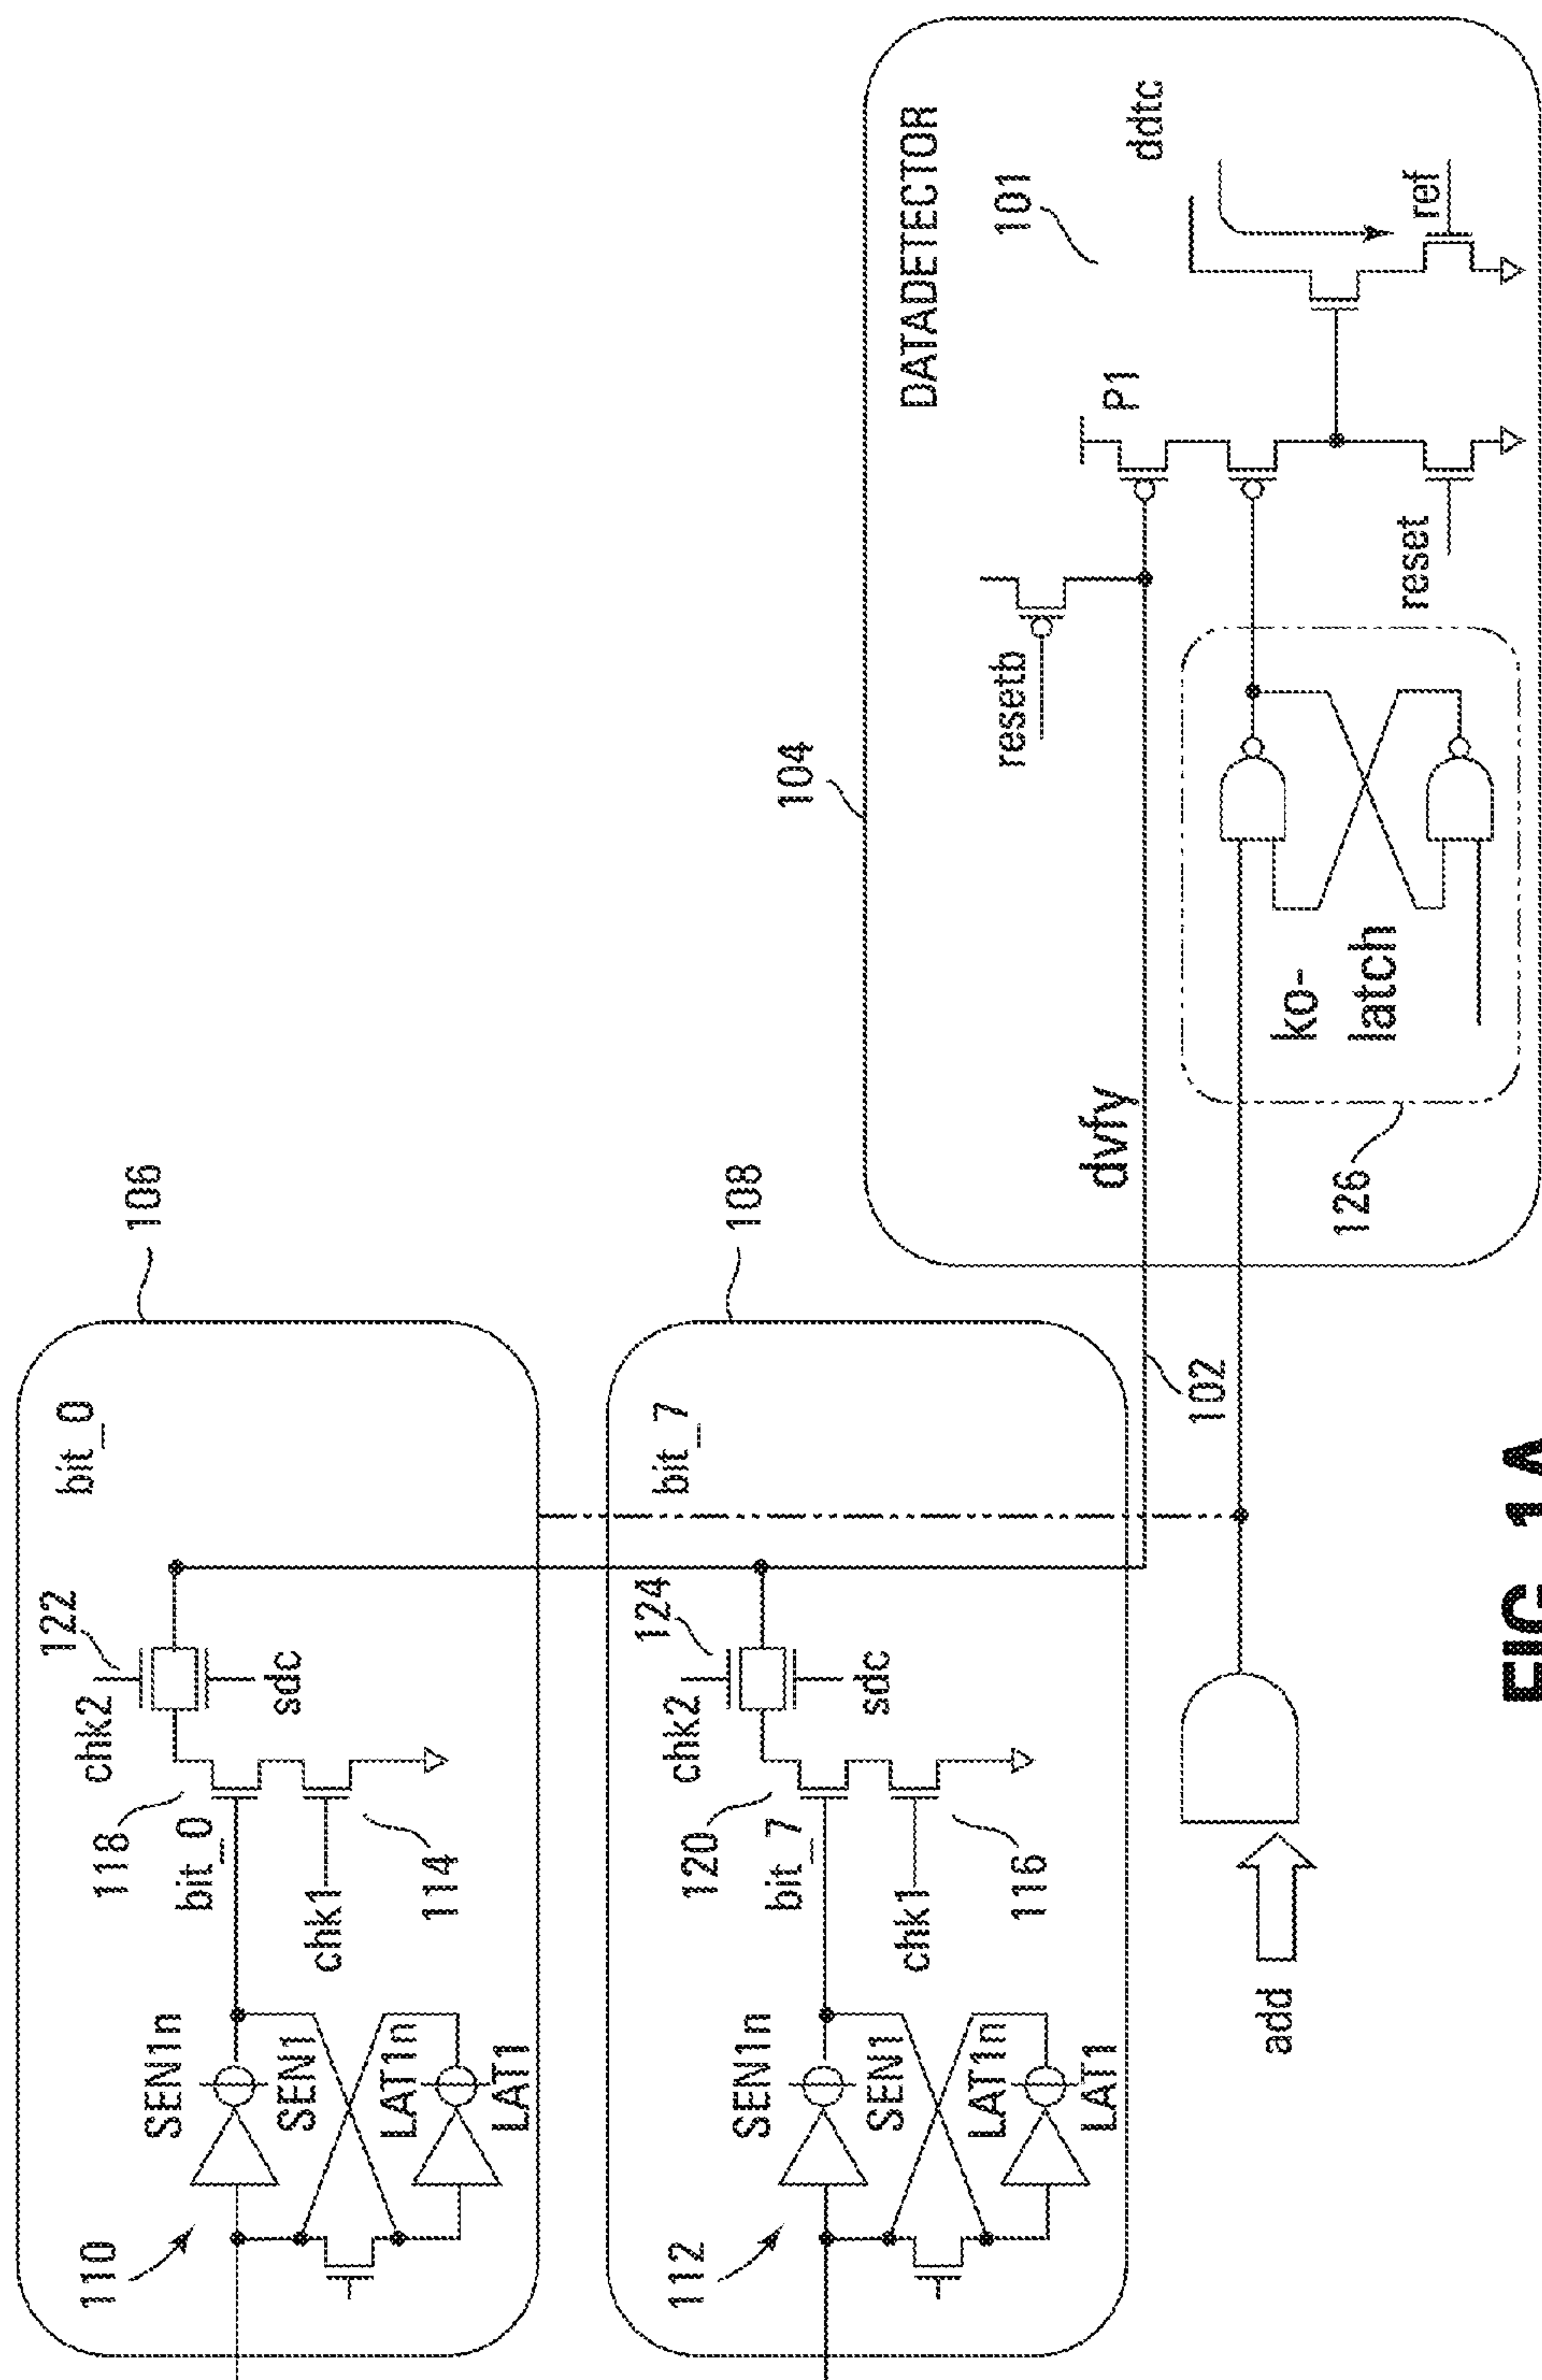 106
bit_0
122
chk2
sdc
118
bit_0
chk1
114
SEN1n
SEN1
LAT1n
LAT1
110
108
bit_7
124
chk2
sdc
120
bit_7
chk1
116
SEN1n
SEN1
LAT1n
LAT1
112
add
102
104
DATADETECTOR
101
ddtc
P1
ref
resetb
reset
dvfy
ko-
latch
126
FIG. 1A